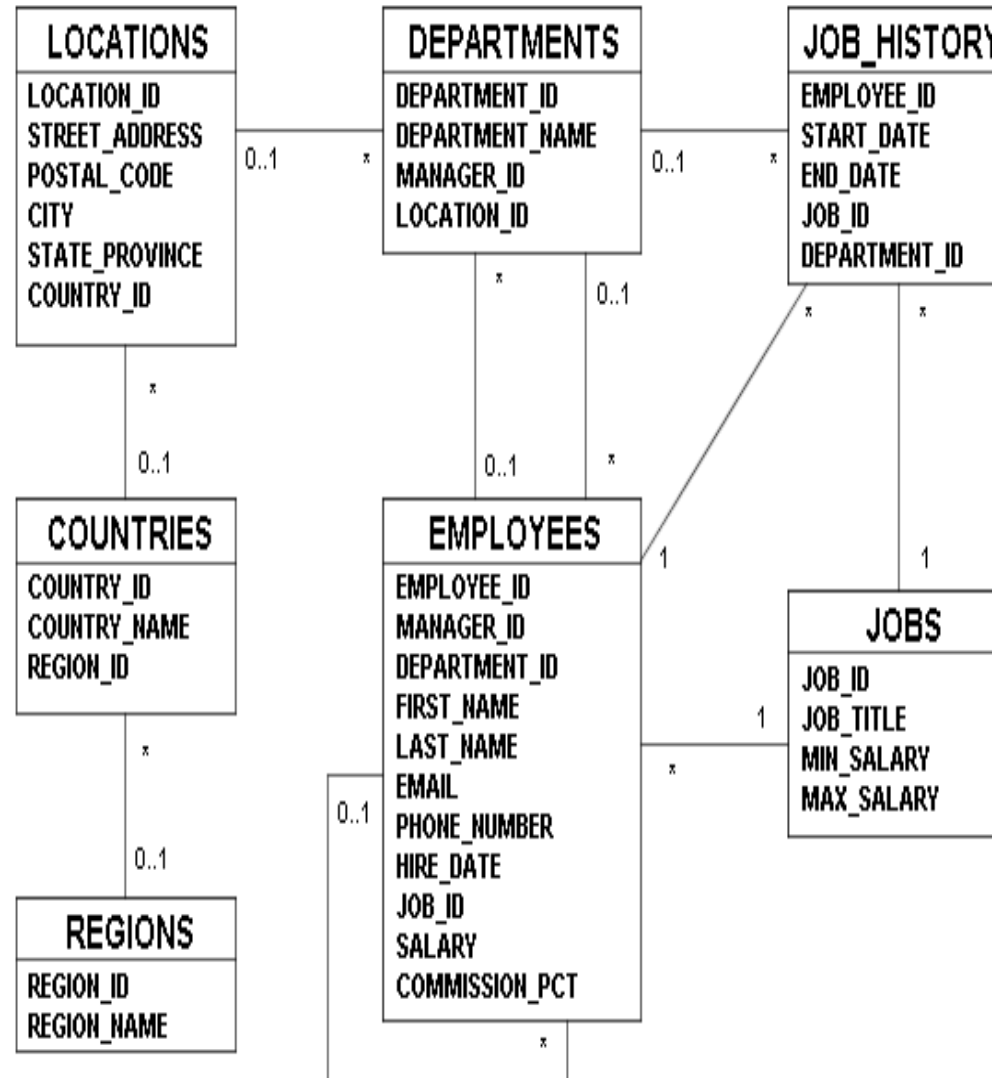 LOCATIONS
LOCATION_ID
STREET_ADDRESS
POSTAL_CODE
CITY
STATE_PROVINCE
COUNTRY_ID
0..1
*
DEPARTMENTS
DEPARTMENT_ID
DEPARTMENT_NAME
MANAGER_ID
LOCATION_ID
0..1
*
JOB_HISTORY
EMPLOYEE_ID
START_DATE
END_DATE
JOB_ID
DEPARTMENT_ID
*
0..1
*
*
*
0..1
0..1
*
COUNTRIES
COUNTRY_ID
COUNTRY_NAME
REGION_ID
*
0..1
EMPLOYEES
EMPLOYEE_ID
MANAGER_ID
DEPARTMENT_ID
FIRST_NAME
LAST_NAME
EMAIL
PHONE_NUMBER
HIRE_DATE
JOB_ID
SALARY
COMMISSION_PCT
1
1
1
*
0..1
*
JOBS
JOB_ID
JOB_TITLE
MIN_SALARY
MAX_SALARY
REGIONS
REGION_ID
REGION_NAME